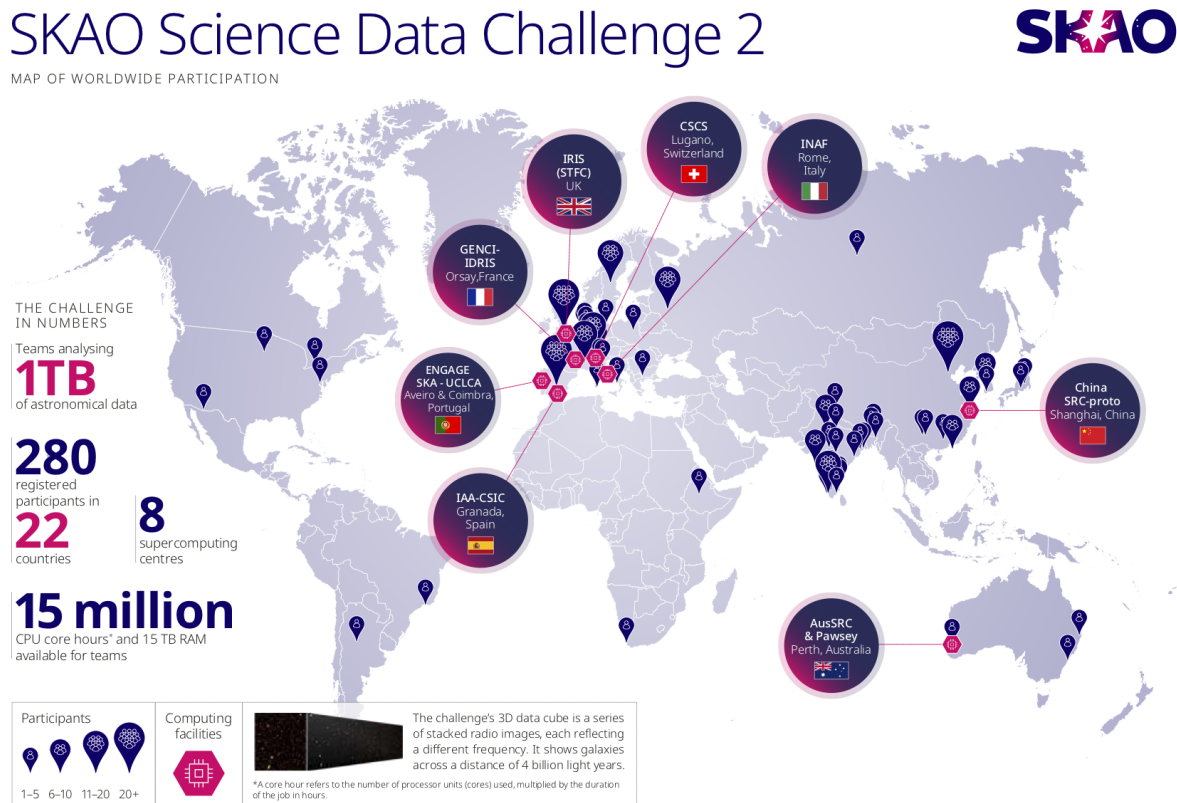 SKAO Science Data Challenge 2
SKAO
MAP OF WORLDWIDE PARTICIPATION
CSCS
Lugano,
Switzerland
INAF
Rome,
Italy
IRIS
(STFC)
UK
GENCI-
IDRIS
Orsay,France
THE CHALLENGE
IN NUMBERS
Teams analysing
1TB
of astronomical data
ENGAGE
SKA - UCLCA
Aveiro & Coimbra,
Portugal
China
SRC-proto
Shanghai, China
280
registered
participants in
22
countries
8
supercomputing
centres
IAA-CSIC
Granada,
Spain
15 million
CPU core hours* and 15 TB RAM
available for teams
AusSRC
& Pawsey
Perth, Australia
Participants
1–5 6–10 11–20 20+
Computing
facilities
The challenge's 3D data cube is a series
of stacked radio images, each reflecting
a different frequency. It shows galaxies
across a distance of 4 billion light years.
*A core hour refers to the number of processor units (cores) used, multiplied by the duration
of the job in hours.